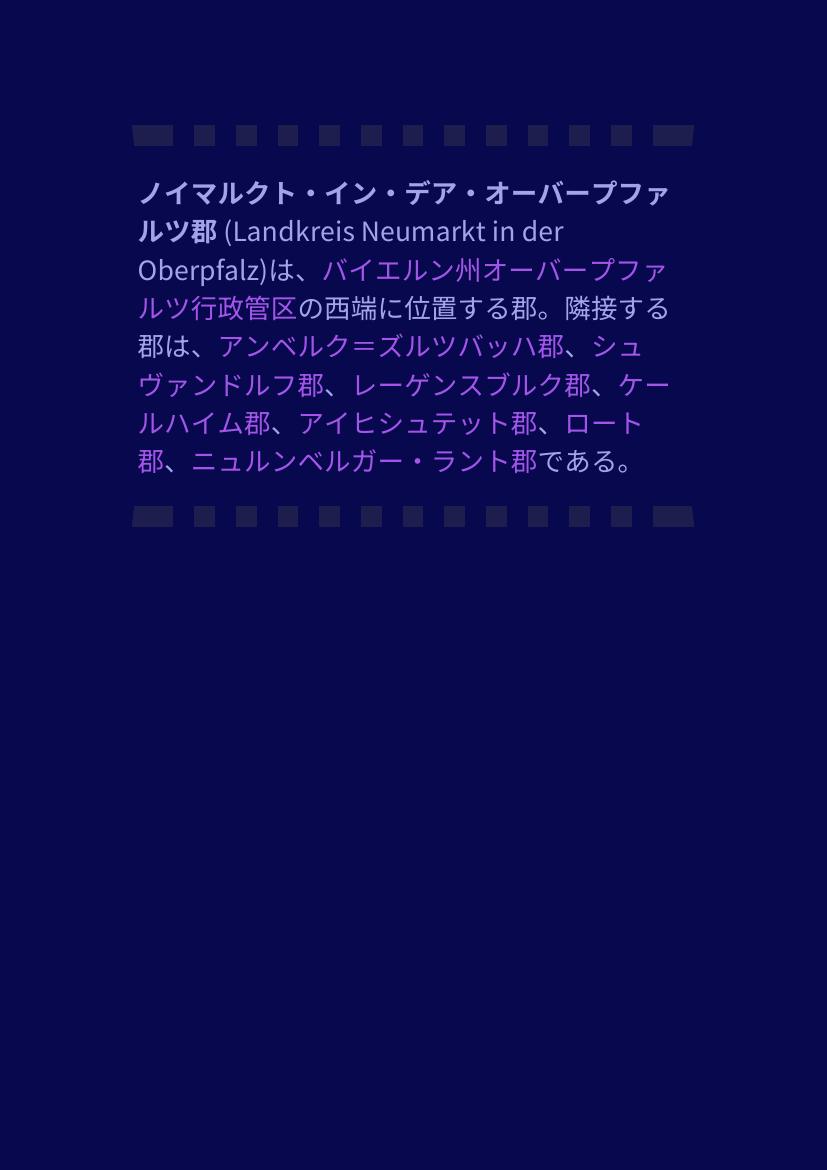 ノイマルクト・イン・デア・オーバープファ
ルツ郡 (Landkreis Neumarkt in der
Oberpfalz)は、バイエルン州オーバープファ
ルツ行政管区の西端に位置する郡。隣接する
郡は、アンベルク＝ズルツバッハ郡、シュ
ヴァンドルフ郡、レーゲンスブルク郡、ケー
ルハイム郡、アイヒシュテット郡、ロート
郡、ニュルンベルガー・ラント郡である。